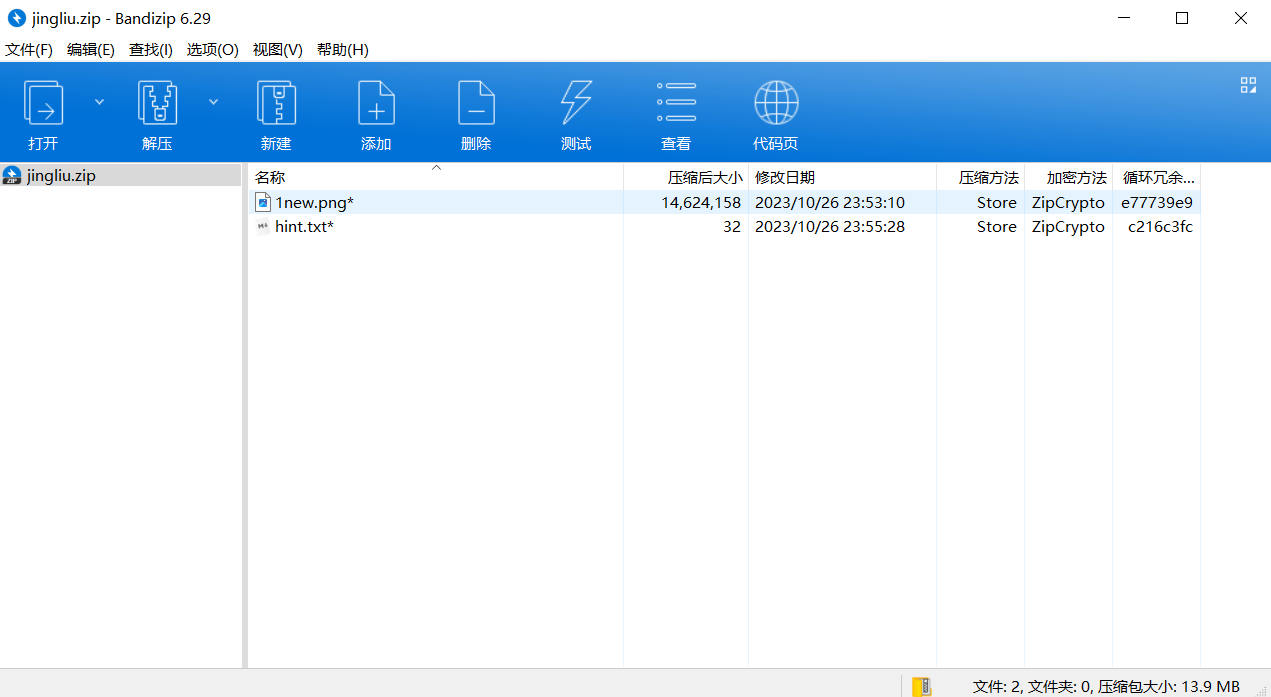 jingliu.zip - Bandizip 6.29
文件(F) 编辑(E) 查找(I) 选项(O) 视图(V) 帮助(H)
打开 解压 新建 添加 删除 测试 查看 代码页
jingliu.zip
名称 压缩后大小 修改日期 压缩方法 加密方法 循环冗余...
1new.png* 14,624,158 2023/10/26 23:53:10 Store ZipCrypto e77739e9
hint.txt* 32 2023/10/26 23:55:28 Store ZipCrypto c216c3fc
文件: 2, 文件夹: 0, 压缩包大小: 13.9 MB